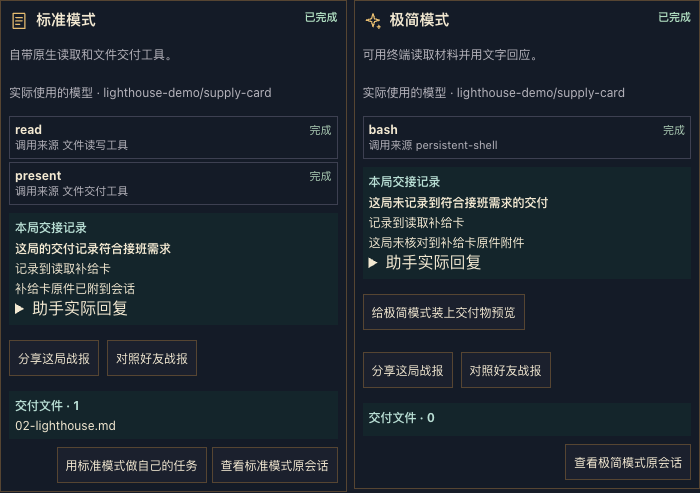 标准模式
已完成
自带原生读取和文件交付工具。
实际使用的模型 · lighthouse-demo/supply-card
read
完成
调用来源 文件读写工具
present
完成
调用来源 文件交付工具
本局交接记录
这局的交付记录符合接班需求
记录到读取补给卡
补给卡原件已附到会话
▶ 助手实际回复
分享这局战报
对照好友战报
交付文件 · 1
02-lighthouse.md
用标准模式做自己的任务
查看标准模式原会话
极简模式
已完成
可用终端读取材料并用文字回应。
实际使用的模型 · lighthouse-demo/supply-card
bash
完成
调用来源 persistent-shell
本局交接记录
这局未记录到符合接班需求的交付
记录到读取补给卡
这局未核对到补给卡原件附件
▶ 助手实际回复
给极简模式装上交付物预览
分享这局战报
对照好友战报
交付文件 · 0
查看极简模式原会话